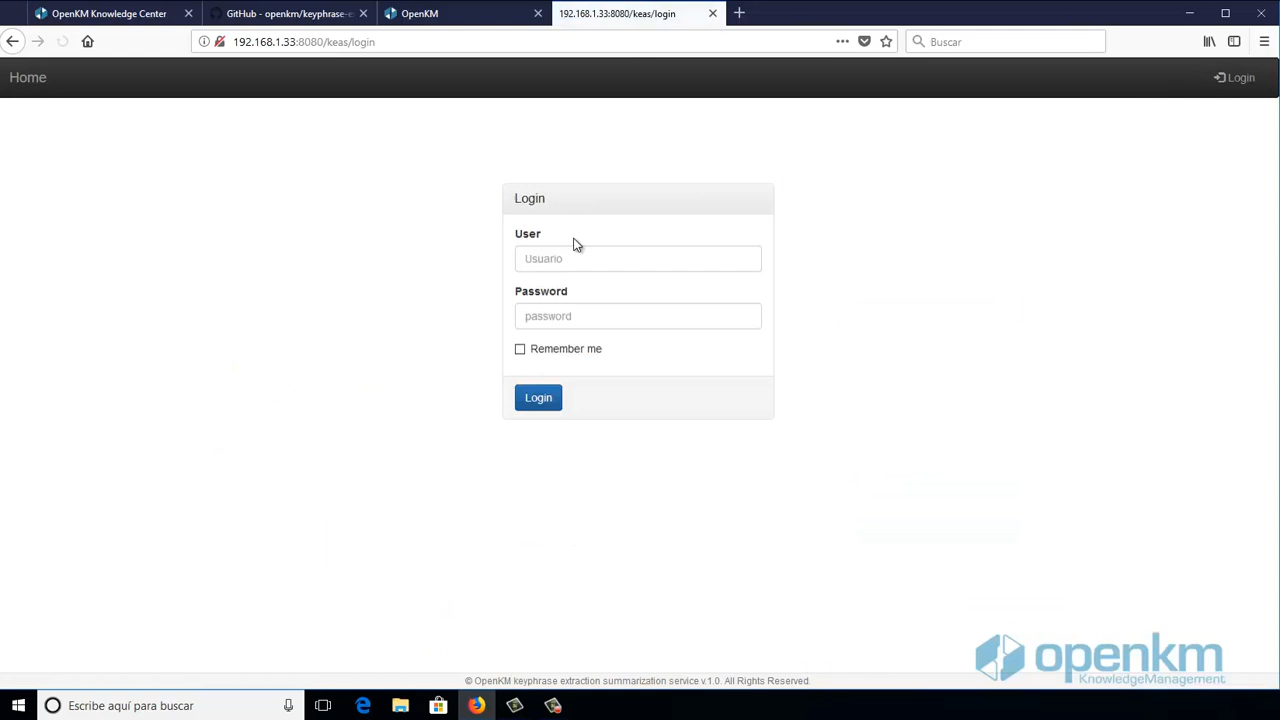 OpenKM Knowledge Center
GitHub - openkm/keyphrase-e
OpenKM
192.168.1.33:8080/keas/login
192.168.1.33:8080/keas/login
Buscar
Home
Login
Login
User
Usuario
Password
password
Remember me
Login
openkm
KnowledgeManagement
© OpenKM keyphrase extraction summarization service v.1.0. All Rights Reserved.
Escribe aquí para buscar